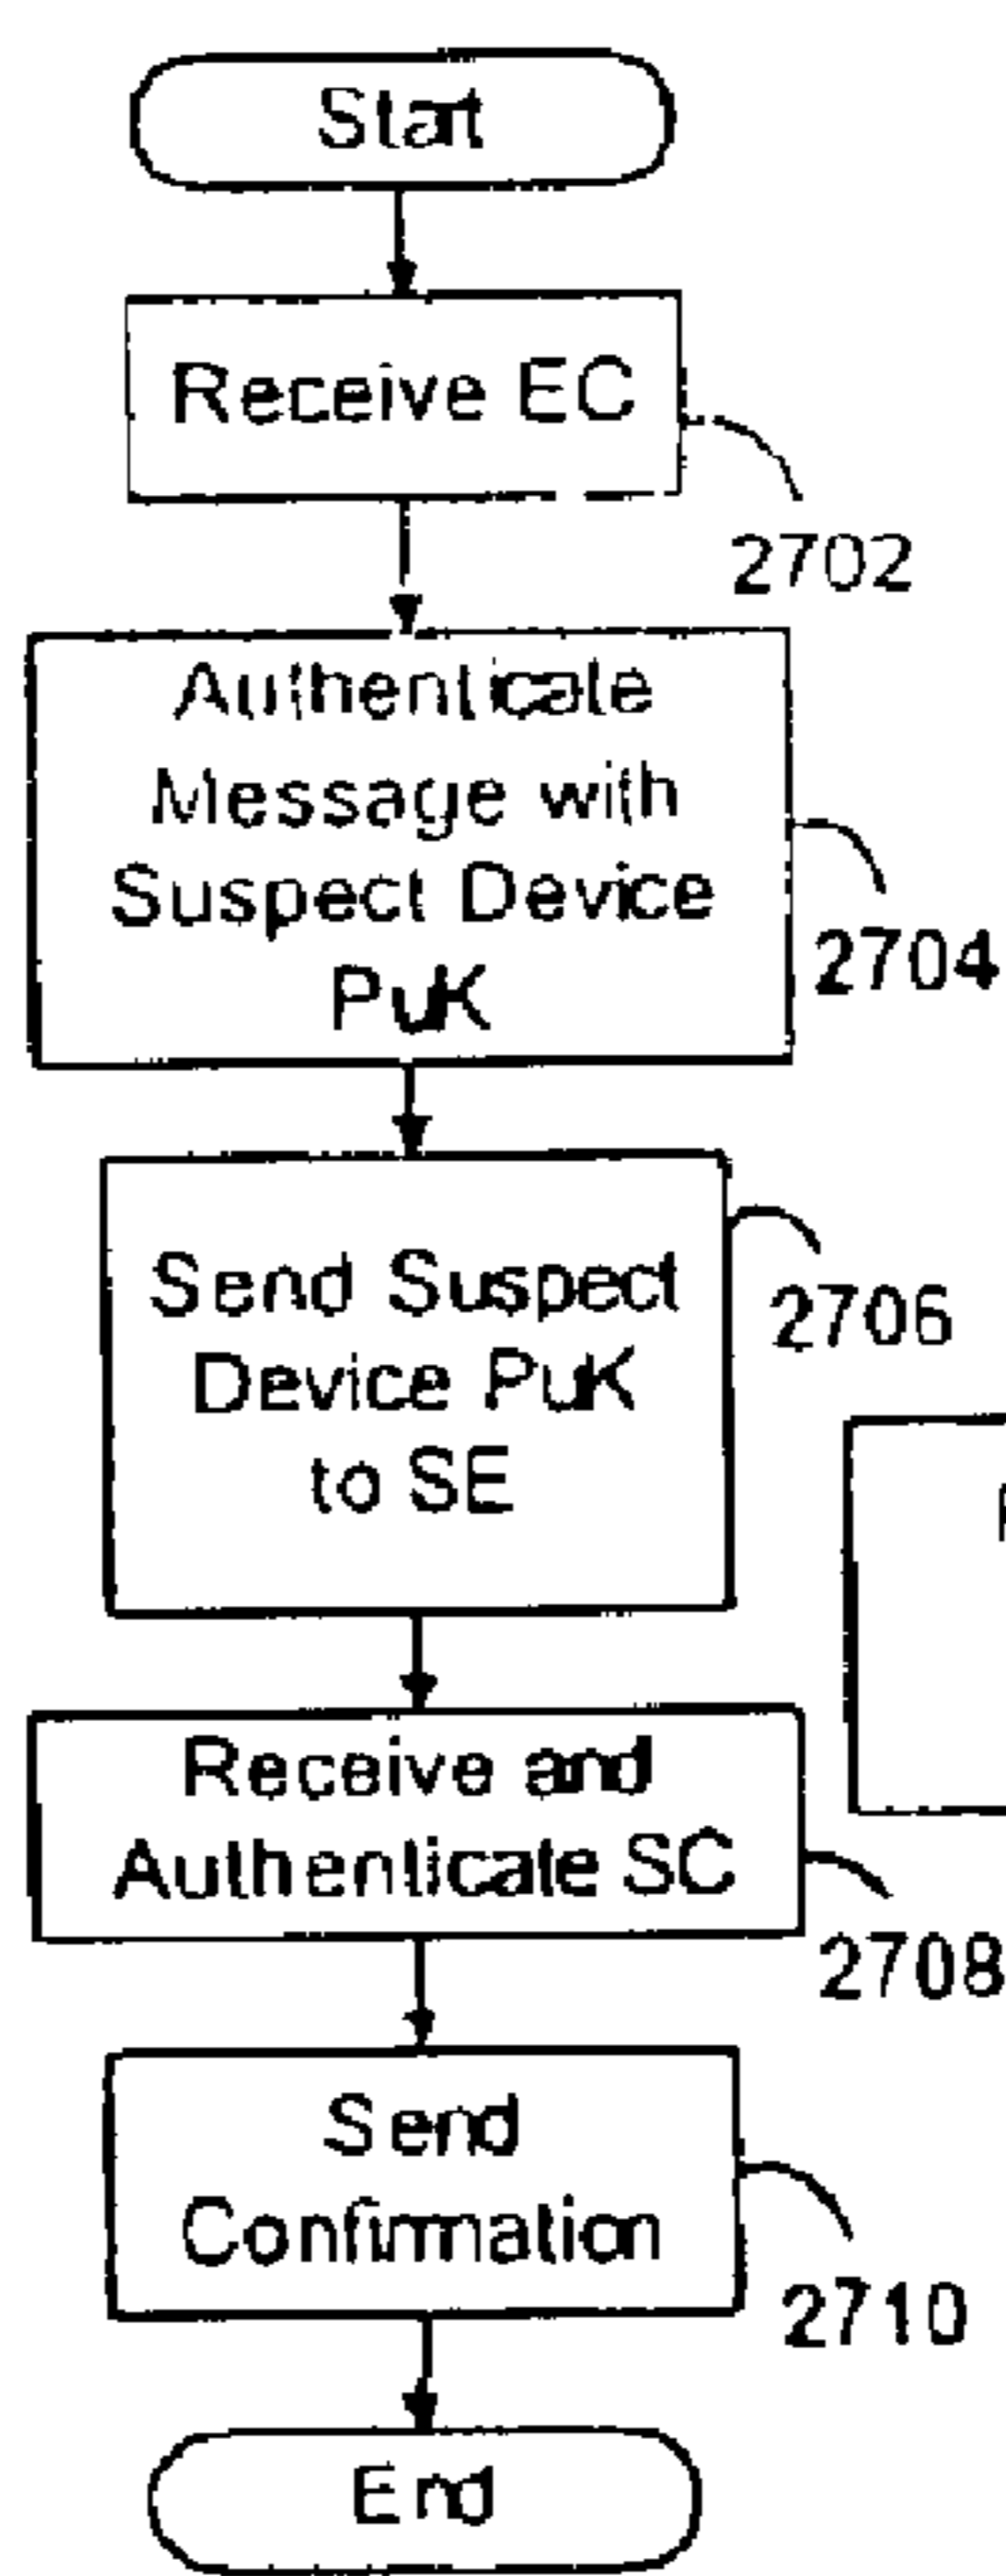 Start
Receive EC
2702
Authenticate
Message with
Suspect Device
PuK
2704
Send Suspect
Device PuK
to SE
2706
Receive and
Authenticate SC
2708
Send
Confirmation
2710
End